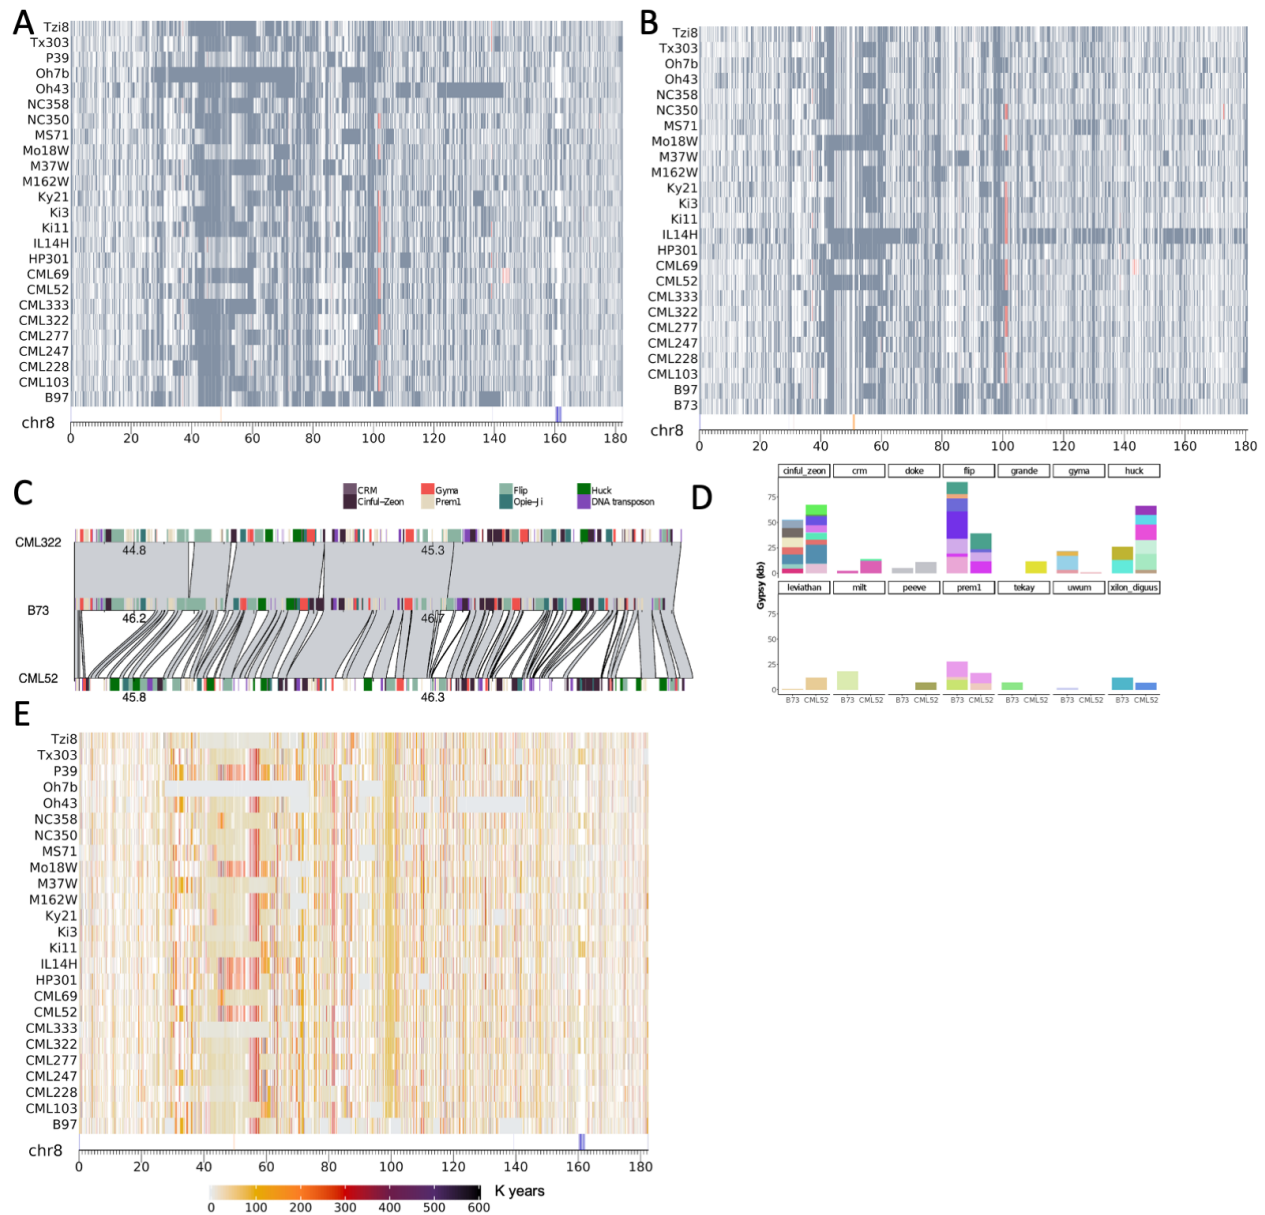 A
Tzi8
Tx303
P39
Oh7b
Oh43
NC358
NC350
MS71
Mo18W
M37W
M162W
Ky21
Ki3
Ki11
IL14H
HP301
CML69
CML52
CML333
CML322
CML277
CML247
CML228
CML103
B97
chr8
0 20 40 60 80 100 120 140 160 180
B
Tzi8
Tx303
Oh7b
Oh43
NC358
NC350
MS71
Mo18W
M37W
M162W
Ky21
Ki3
Ki11
IL14H
HP301
CML69
CML52
CML333
CML322
CML277
CML247
CML228
CML103
B97
B73
chr8
0 20 40 60 80 100 120 140 160 180
C
CRM Gyma Flip Huck
Cinful-Zeon Prem1 Opie-Ji DNA transposon
CML322
44.8 45.3
B73
46.2 46.7
CML52
45.8 46.3
D
cinful_zeon crm doke flip grande gyma huck
75
50
25
0
leviathan milt peeve prem1 tekay uwum xilon_diguus
75
50
25
0
Gypsy (kb)
B73 CML52 B73 CML52 B73 CML52 B73 CML52 B73 CML52 B73 CML52 B73 CML52
E
Tzi8
Tx303
P39
Oh7b
Oh43
NC358
NC350
MS71
Mo18W
M37W
M162W
Ky21
Ki3
Ki11
IL14H
HP301
CML69
CML52
CML333
CML322
CML277
CML247
CML228
CML103
B97
chr8
0 20 40 60 80 100 120 140 160 180
K years
0 100 200 300 400 500 600